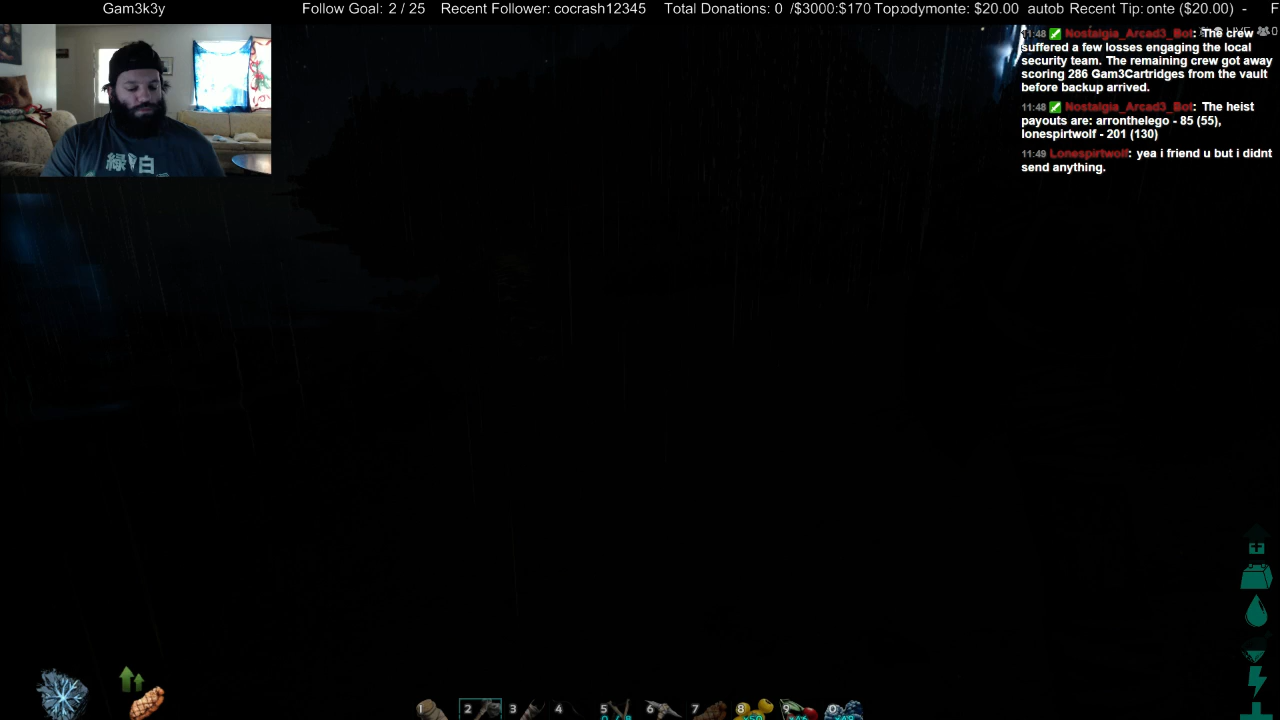 Gam3k3y
Follow Goal: 2 / 25 Recent Follower: cocrash12345 Total Donations: 0 /$3000:$170 Top:odymonte: $20.00 autob Recent Tip: onte ($20.00) - F
11:48 Nostalgia_Arcad3_Bot: The crew
suffered a few losses engaging the local
security team. The remaining crew got away
scoring 286 Gam3Cartridges from the vault
before backup arrived.
11:48 Nostalgia_Arcad3_Bot: The heist
payouts are: arronthelego - 85 (55),
lonespirtwolf - 201 (130)
11:49 Lonespirtwolf: yea i friend u but i didnt
send anything.
緑 白
1 2 3 4 5 6 7 8 9 0